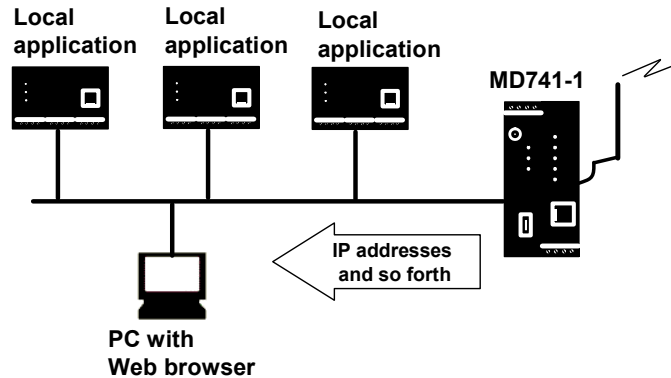 Local
application
Local
application
Local
application
MD741-1
IP addresses
and so forth
PC with
Web browser